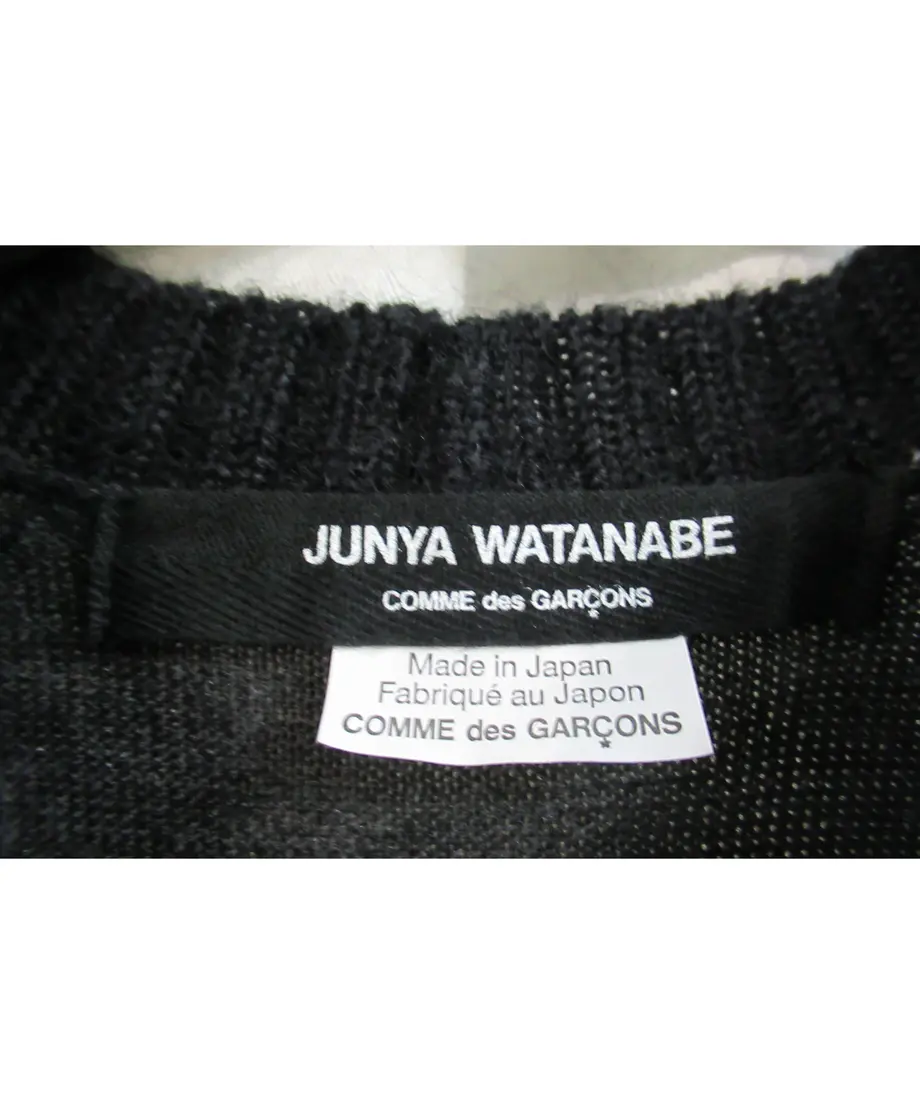 JUNYA WATANABE
COMME des GARÇONS
Made in Japan
Fabriqué au Japon
COMME des GARÇONS